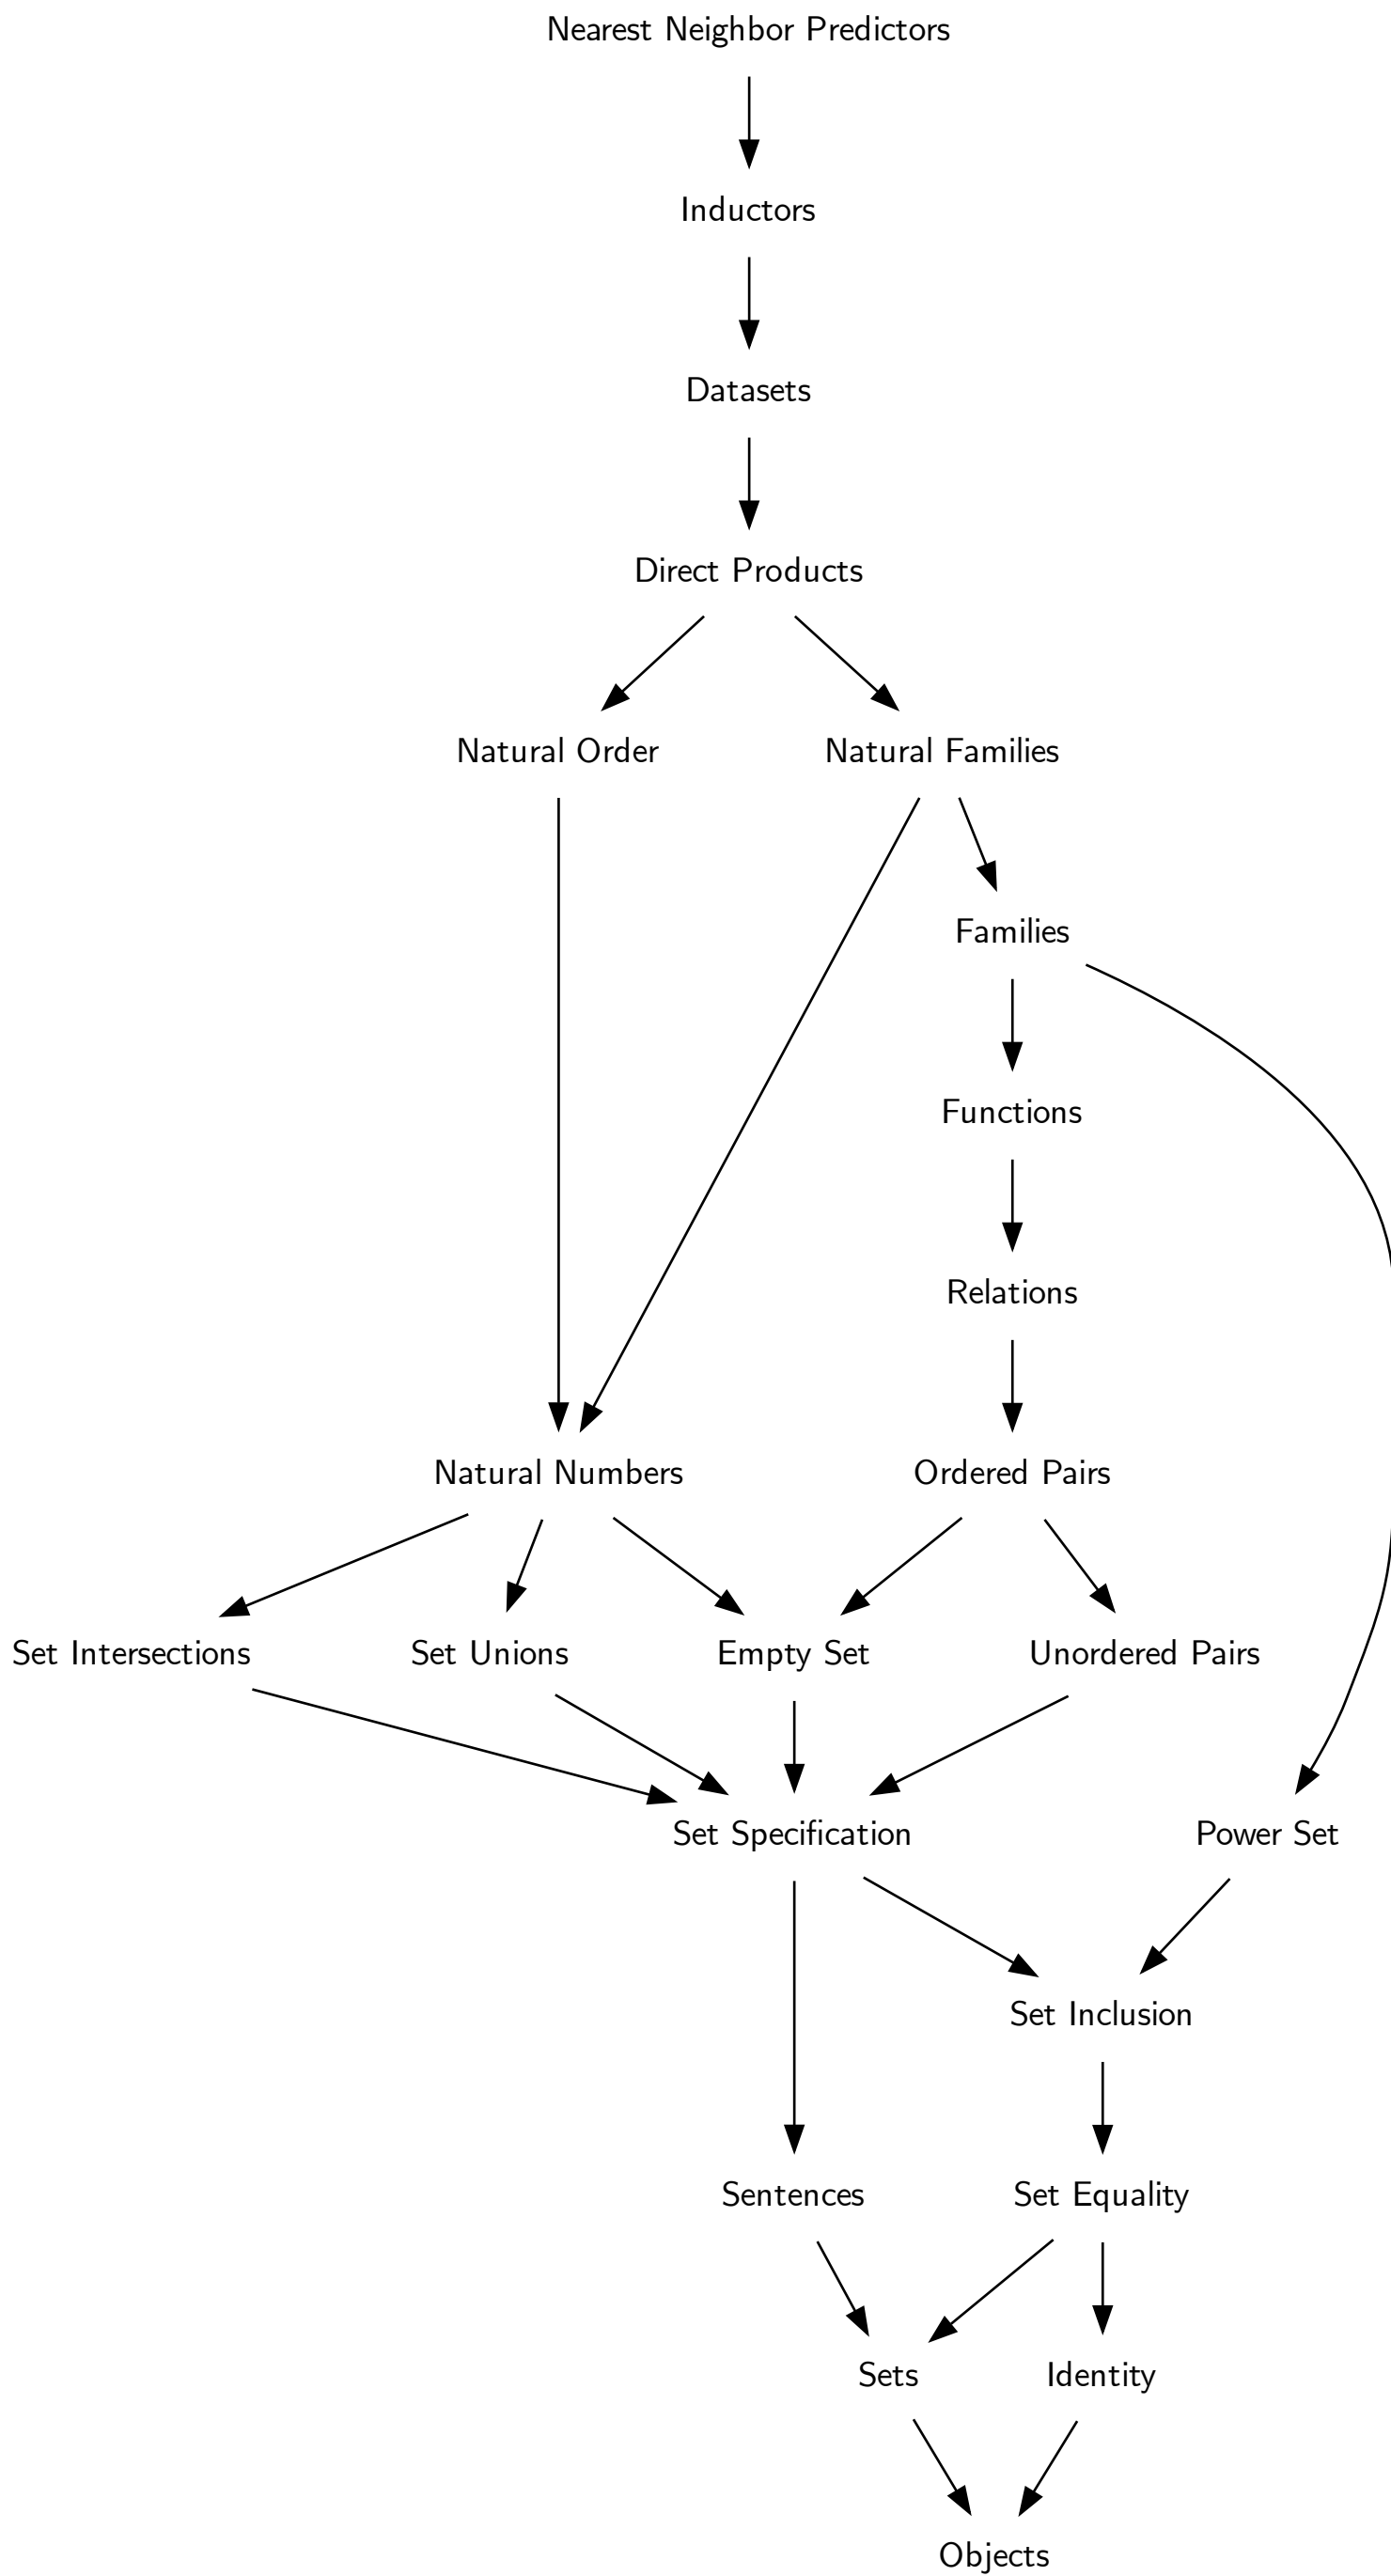 Nearest Neighbor Predictors
Inductors
Datasets
Direct Products
Natural Order
Natural Families
Families
Functions
Relations
Natural Numbers
Ordered Pairs
Set Intersections
Set Unions
Empty Set
Unordered Pairs
Set Specification
Power Set
Set Inclusion
Sentences
Set Equality
Sets
Identity
Objects